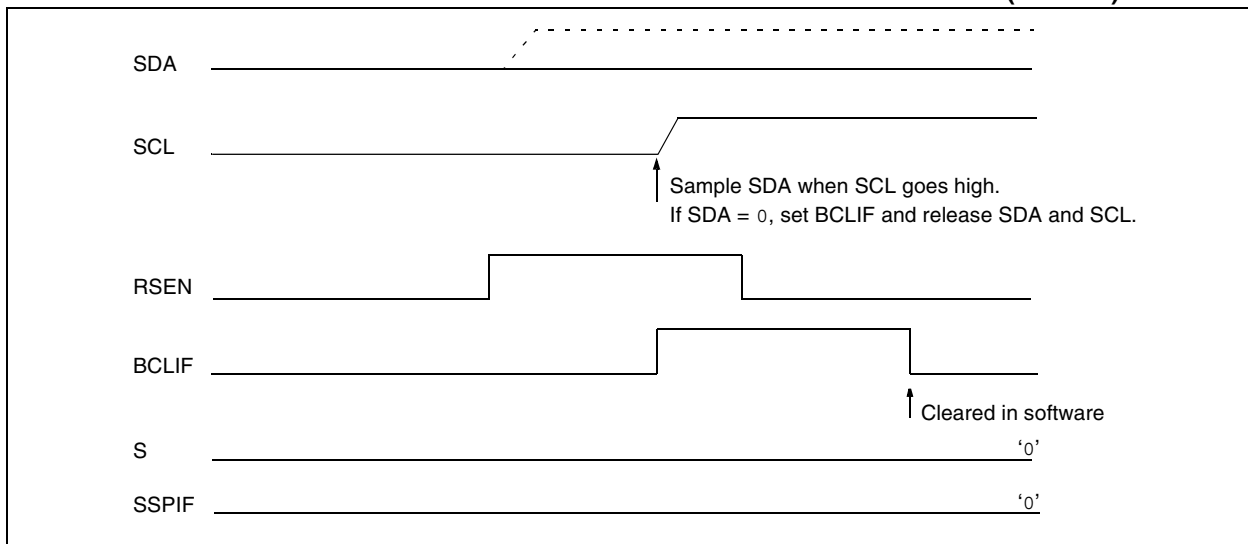 SDA
SCL
Sample SDA when SCL goes high.
If SDA = 0, set BCLIF and release SDA and SCL.
RSEN
BCLIF
Cleared in software
S
‘0’
SSPIF
‘0’